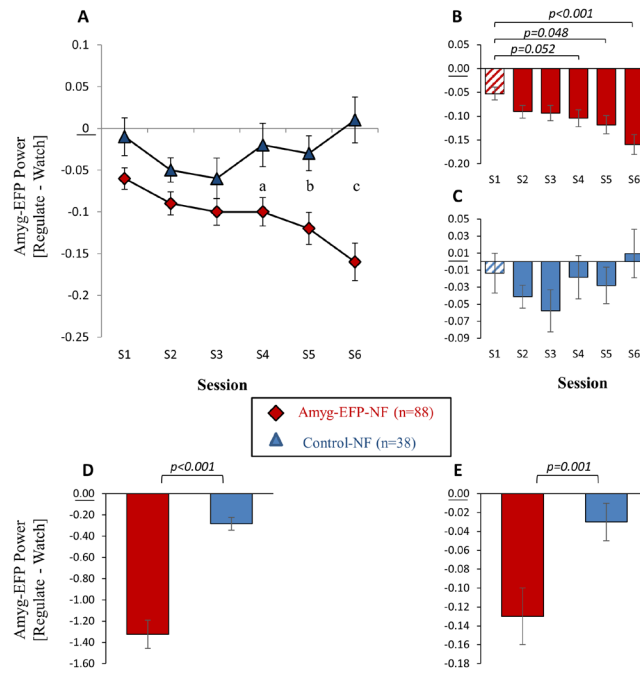 A
0.1
0.05
0
-0.05
-0.1
-0.15
-0.2
-0.25
a
b
c
S1 S2 S3 S4 S5 S6
Session
Amyg-EFP Power
[Regulate - Watch]
B
p<0.001
p=0.048
p=0.052
0.05
0.00
-0.05
-0.10
-0.15
-0.20
S1 S2 S3 S4 S5 S6
C
0.05
0.03
0.01
-0.01
-0.03
-0.05
-0.07
-0.09
S1 S2 S3 S4 S5 S6
Session
Amyg-EFP-NF (n=88)
Control-NF (n=38)
D
p<0.001
0.00
-0.20
-0.40
-0.60
-0.80
-1.00
-1.20
-1.40
-1.60
Amyg-EFP Power
[Regulate - Watch]
E
p=0.001
0.00
-0.02
-0.04
-0.06
-0.08
-0.10
-0.12
-0.14
-0.16
-0.18